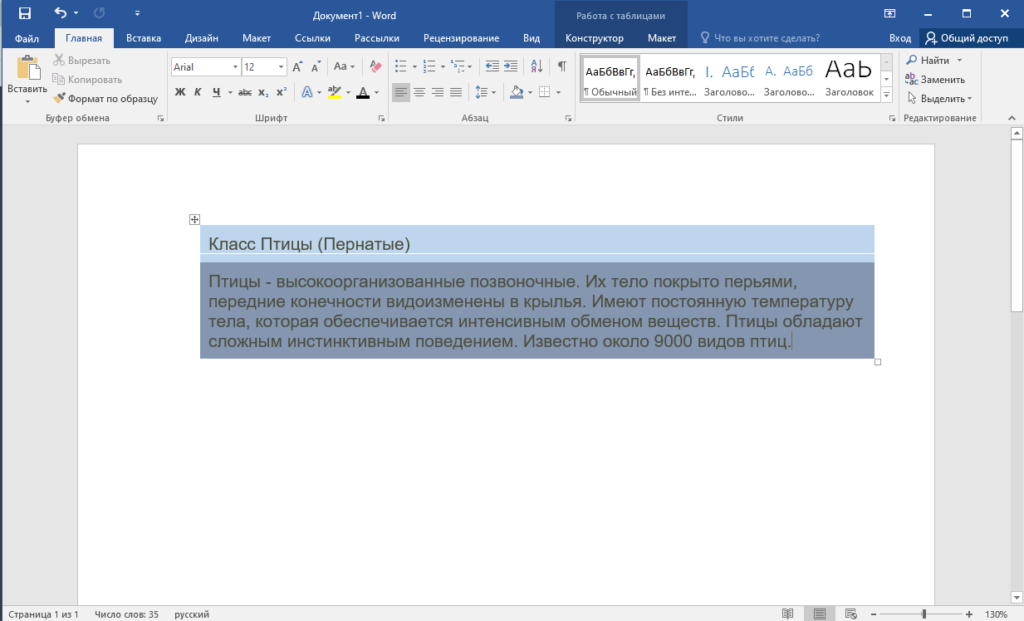 Документ1 - Word
Работа с таблицами
Файл Главная Вставка Дизайн Макет Ссылки Рассылки Рецензирование Вид Конструктор Макет Что вы хотите сделать? Вход Общий доступ
Вставить
Вырезать
Копировать
Формат по образцу
Буфер обмена
Arial 12
Aa
Ж К Ч abc x₂ x²
Шрифт
Абзац
АаБбВвГг, АаБбВвГг, 1. АаБб А. АаБб АаЬ
¶ Обычный ¶ Без инте... Заголово... Заголово... Заголовок
Стили
Найти
Заменить
Выделить
Редактирование
Класс Птицы (Пернатые)
Птицы - высокоорганизованные позвоночные. Их тело покрыто перьями,
передние конечности видоизменены в крылья. Имеют постоянную температуру
тела, которая обеспечивается интенсивным обменом веществ. Птицы обладают
сложным инстинктивным поведением. Известно около 9000 видов птиц.
Страница 1 из 1 Число слов: 35 русский 130%